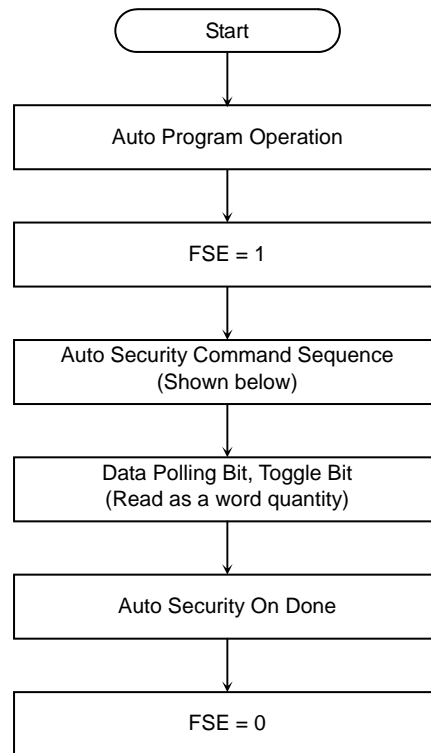 Start
Auto Program Operation
FSE = 1
Auto Security Command Sequence
(Shown below)
Data Polling Bit, Toggle Bit
(Read as a word quantity)
Auto Security On Done
FSE = 0